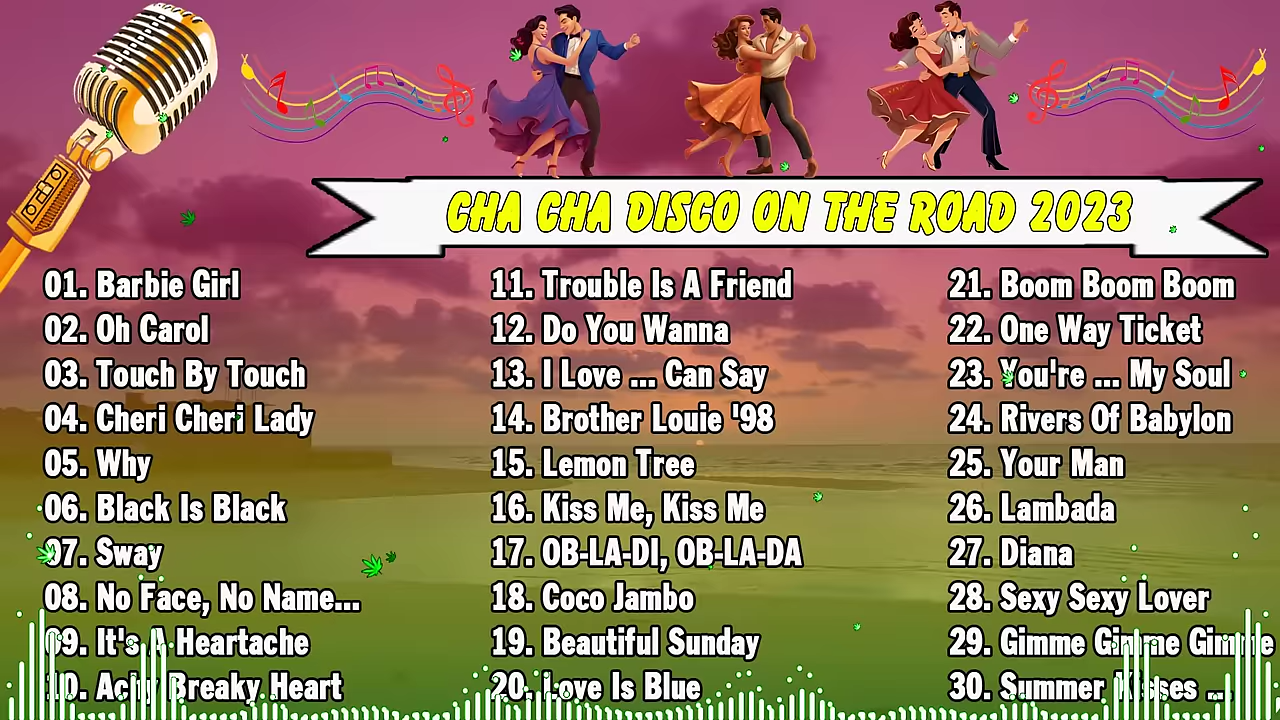 CHA CHA DISCO ON THE ROAD 2023
01. Barbie Girl
02. Oh Carol
03. Touch By Touch
04. Cheri Cheri Lady
05. Why
06. Black Is Black
07. Sway
08. No Face, No Name...
09. It's A Heartache
10. Achy Breaky Heart
11. Trouble Is A Friend
12. Do You Wanna
13. I Love ... Can Say
14. Brother Louie '98
15. Lemon Tree
16. Kiss Me, Kiss Me
17. OB-LA-DI, OB-LA-DA
18. Coco Jambo
19. Beautiful Sunday
20. Love Is Blue
21. Boom Boom Boom
22. One Way Ticket
23. You're ... My Soul
24. Rivers Of Babylon
25. Your Man
26. Lambada
27. Diana
28. Sexy Sexy Lover
29. Gimme Gimme Gimme
30. Summer Kisses ...